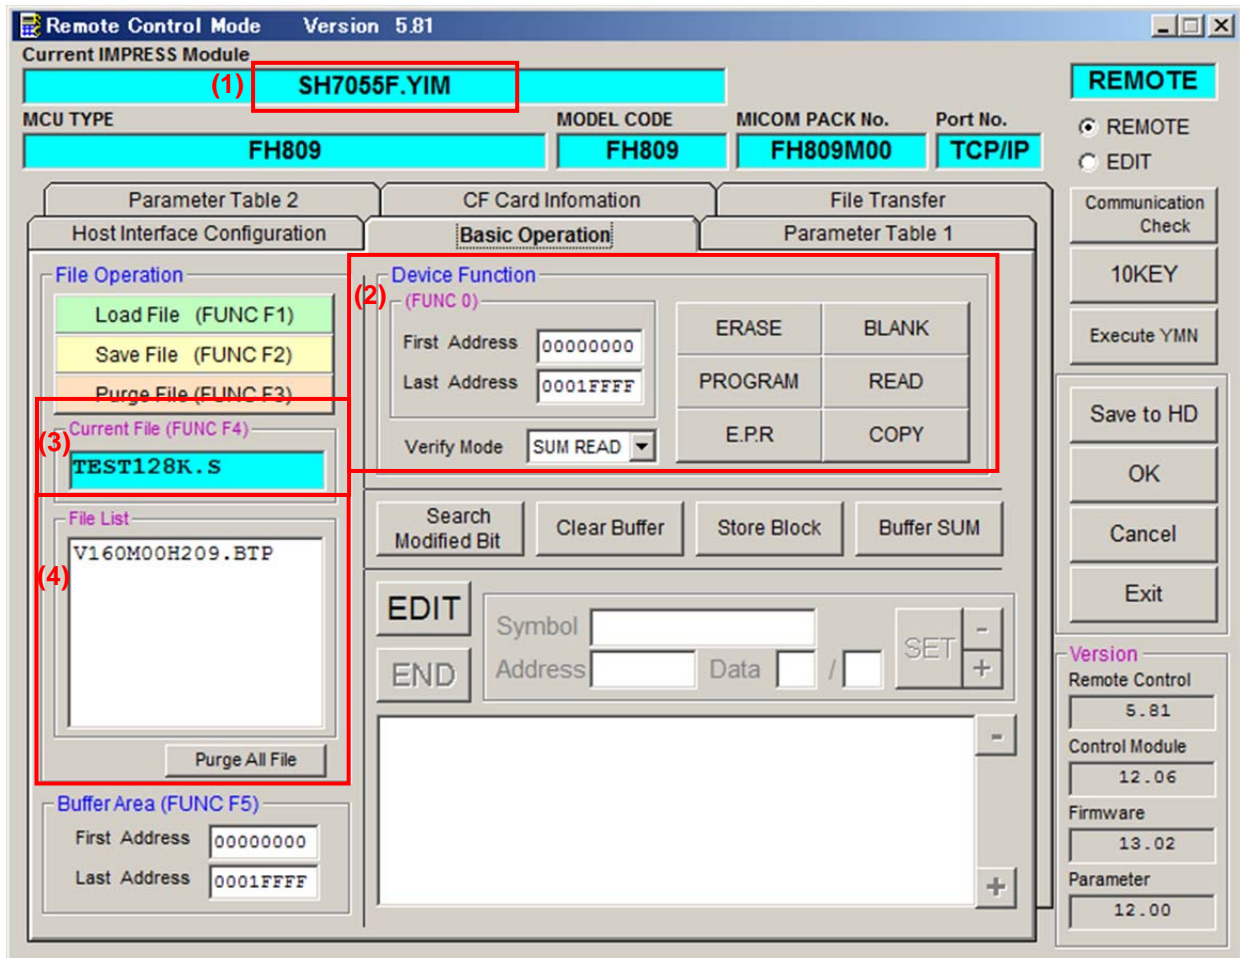 Remote Control Mode Version 5.81
Current IMPRESS Module
(1) SH7055F.YIM
REMOTE
MCU TYPE MODEL CODE MICOM PACK No. Port No.
FH809 FH809 FH809M00 TCP/IP
REMOTE
EDIT
Parameter Table 2 CF Card Infomation File Transfer
Host Interface Configuration Basic Operation Parameter Table 1
Communication
Check
10KEY
Execute YMN
Save to HD
OK
Cancel
Exit
File Operation
Load File (FUNC F1)
Save File (FUNC F2)
Purge File (FUNC F3)
(3)
Current File (FUNC F4)
TEST128K.S
(4)
File List
V160M00H209.BTP
Purge All File
Buffer Area (FUNC F5)
First Address 00000000
Last Address 0001FFFF
(2)
Device Function
(FUNC 0)
First Address 00000000
Last Address 0001FFFF
Verify Mode SUM READ
ERASE BLANK
PROGRAM READ
E.P.R COPY
Search
Modified Bit
Clear Buffer Store Block Buffer SUM
EDIT
END
Symbol
Address Data /
SET
-
+
-
+
Version
Remote Control
5.81
Control Module
12.06
Firmware
13.02
Parameter
12.00